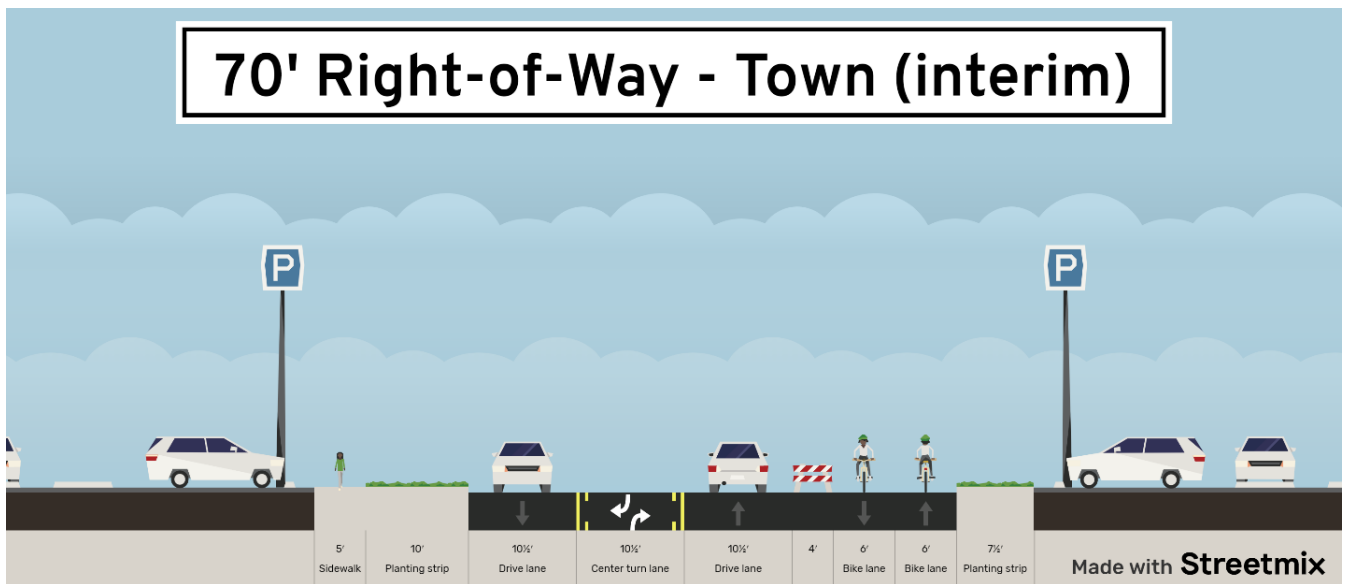 70' Right-of-Way - Town (interim)
P
P
5'
Sidewalk
10'
Planting strip
10½'
Drive lane
10½'
Center turn lane
10½'
Drive lane
4'
6'
Bike lane
6'
Bike lane
7½'
Planting strip
Made with Streetmix